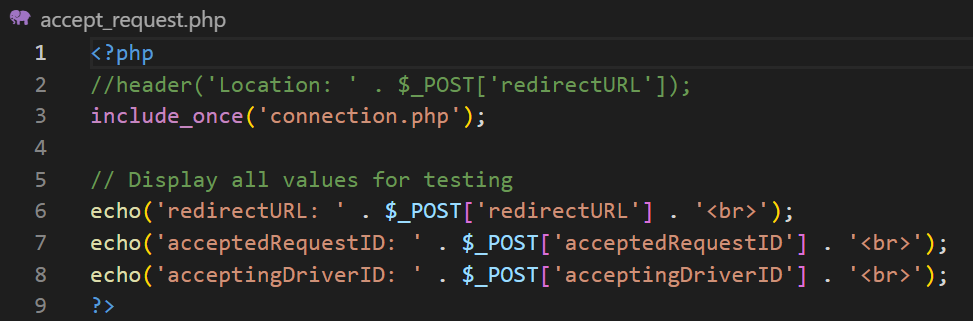 accept_request.php
1 <?php
2 //header('Location: ' . $_POST['redirectURL']);
3 include_once('connection.php');
4
5 // Display all values for testing
6 echo('redirectURL: ' . $_POST['redirectURL'] . '<br>');
7 echo('acceptedRequestID: ' . $_POST['acceptedRequestID'] . '<br>');
8 echo('acceptingDriverID: ' . $_POST['acceptingDriverID'] . '<br>');
9 ?>